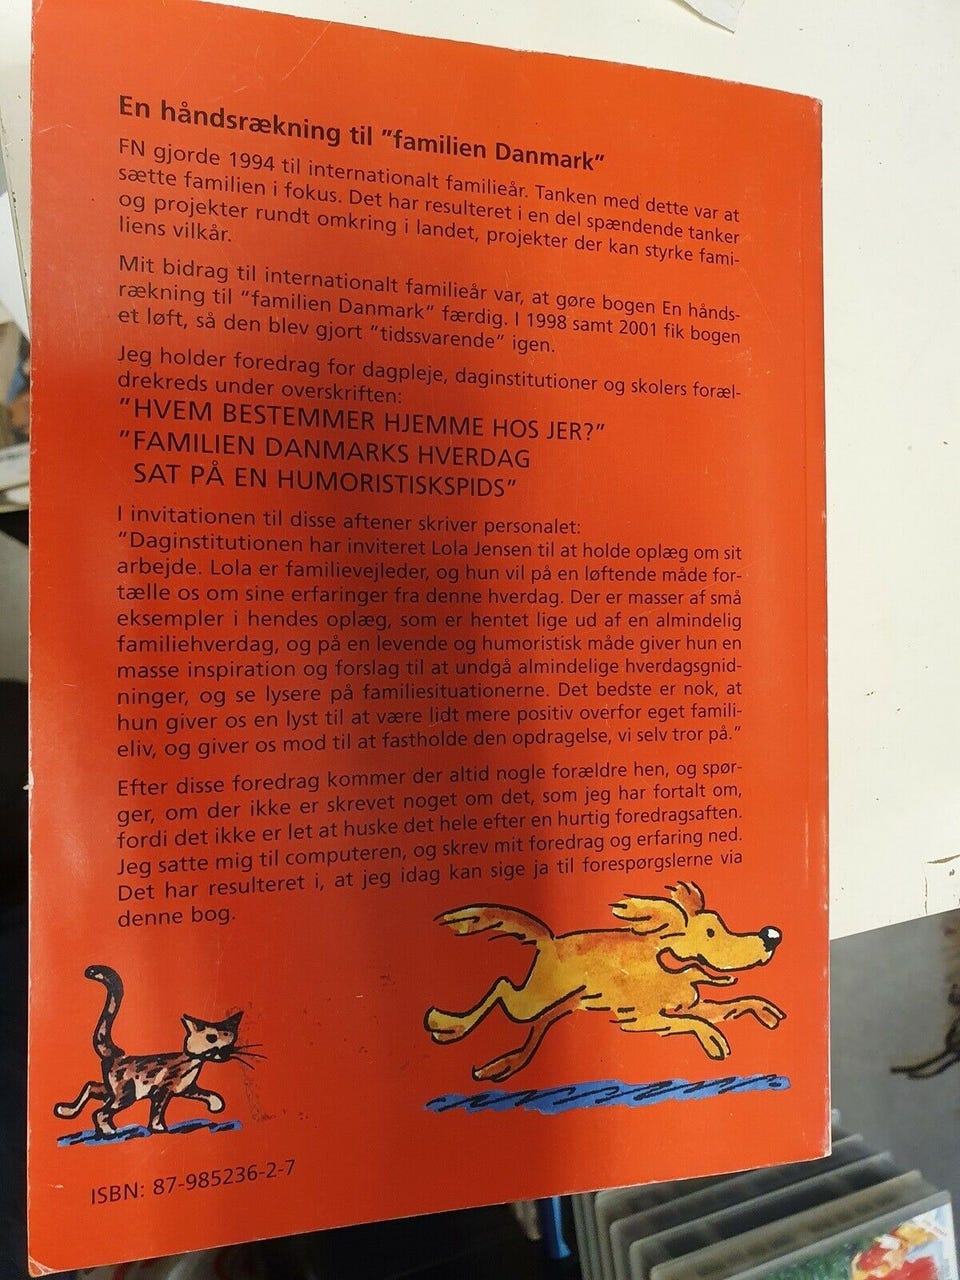 En håndsrækning til "familien Danmark"
FN gjorde 1994 til internationalt familieår. Tanken med dette var at
sætte familien i fokus. Det har resulteret i en del spændende tanker
og projekter rundt omkring i landet, projekter der kan styrke fami-
liens vilkår.
Mit bidrag til internationalt familieår var, at gøre bogen En hånds-
rækning til "familien Danmark" færdig. I 1998 samt 2001 fik bogen
et løft, så den blev gjort "tidssvarende" igen.
Jeg holder foredrag for dagpleje, daginstitutioner og skolers foræl-
drekreds under overskriften:
"HVEM BESTEMMER HJEMME HOS JER?"
"FAMILIEN DANMARKS HVERDAG
SAT PÅ EN HUMORISTISKSPIDS"
I invitationen til disse aftener skriver personalet:
"Daginstitutionen har inviteret Lola Jensen til at holde oplæg om sit
arbejde. Lola er familievejleder, og hun vil på en løftende måde for-
tælle os om sine erfaringer fra denne hverdag. Der er masser af små
eksempler i hendes oplæg, som er hentet lige ud af en almindelig
familiehverdag, og på en levende og humoristisk måde giver hun en
masse inspiration og forslag til at undgå almindelige hverdagsgnid-
ninger, og se lysere på familiesituationerne. Det bedste er nok, at
hun giver os en lyst til at være lidt mere positiv overfor eget famili-
eliv, og giver os mod til at fastholde den opdragelse, vi selv tror på."
Efter disse foredrag kommer der altid nogle forældre hen, og spør-
ger, om der ikke er skrevet noget om det, som jeg har fortalt om,
fordi det ikke er let at huske det hele efter en hurtig foredragsaften.
Jeg satte mig til computeren, og skrev mit foredrag og erfaring ned.
Det har resulteret i, at jeg idag kan sige ja til forespørgslerne via
denne bog.
ISBN: 87-985236-2-7